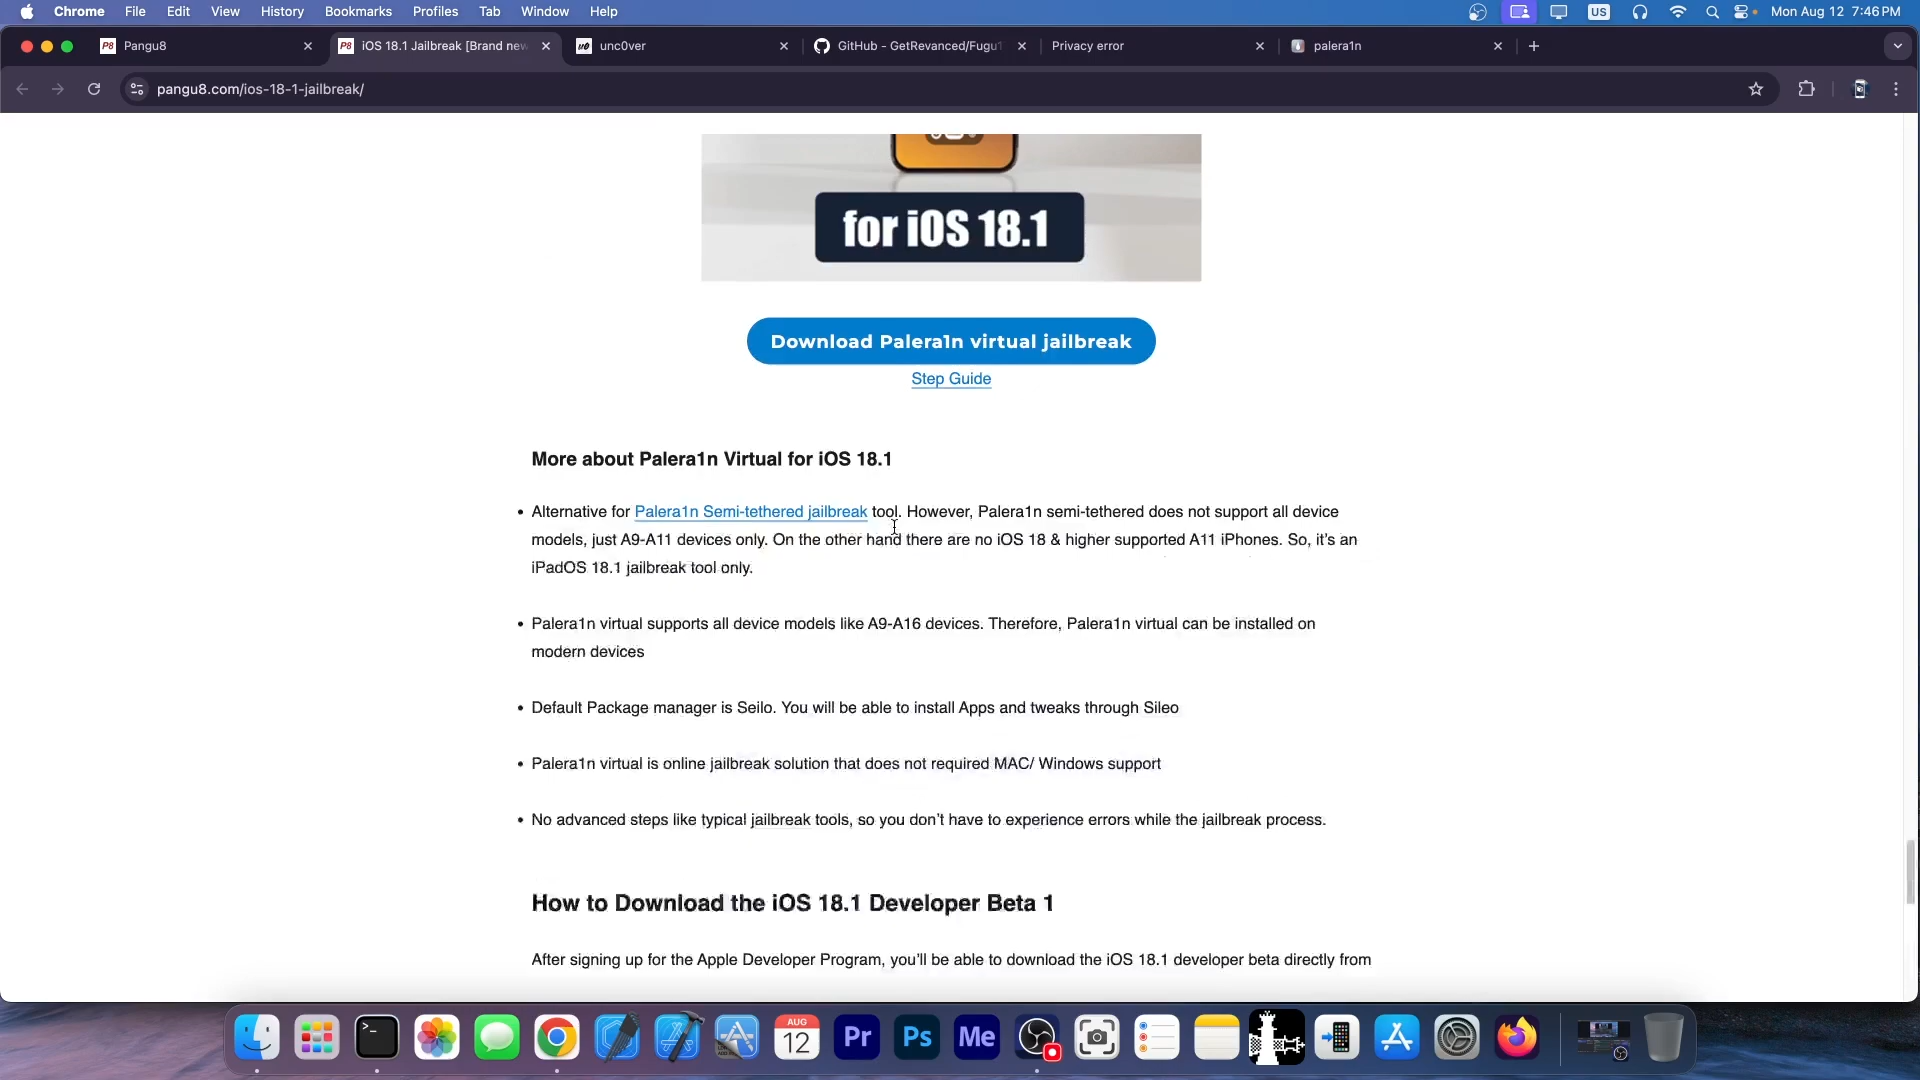 Chrome File Edit View History Bookmarks Profiles Tab Window Help US Mon Aug 12 7:46 PM
P8 Pangu8 P8 iOS 18.1 Jailbreak [Brand new u0 unc0ver GitHub - GetRevanced/Fugu1 Privacy error palera1n
pangu8.com/ios-18-1-jailbreak/
for iOS 18.1
Download Palera1n virtual jailbreak
Step Guide
More about Palera1n Virtual for iOS 18.1
• Alternative for Palera1n Semi-tethered jailbreak tool. However, Palera1n semi-tethered does not support all device
models, just A9-A11 devices only. On the other hand there are no iOS 18 & higher supported A11 iPhones. So, it’s an
iPadOS 18.1 jailbreak tool only.
• Palera1n virtual supports all device models like A9-A16 devices. Therefore, Palera1n virtual can be installed on
modern devices
• Default Package manager is Seilo. You will be able to install Apps and tweaks through Sileo
• Palera1n virtual is online jailbreak solution that does not required MAC/ Windows support
• No advanced steps like typical jailbreak tools, so you don’t have to experience errors while the jailbreak process.
How to Download the iOS 18.1 Developer Beta 1
After signing up for the Apple Developer Program, you’ll be able to download the iOS 18.1 developer beta directly from
AUG
12 Pr Ps Me